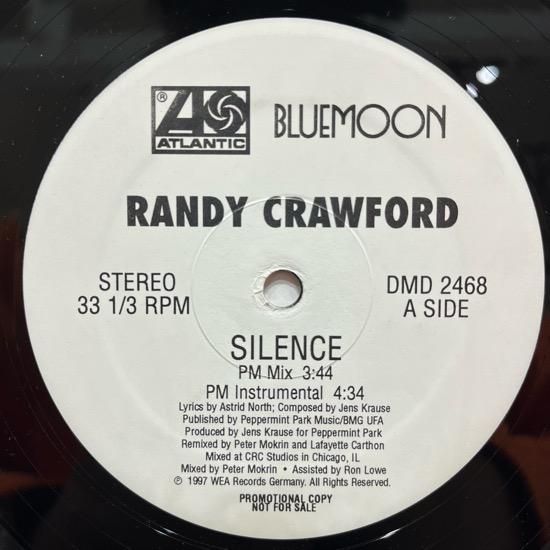 ® ATLANTIC BLUEMOON
RANDY CRAWFORD
STEREO
33 1/3 RPM
DMD 2468
A SIDE
SILENCE
PM Mix 3:44
PM Instrumental 4:34
Lyrics by Astrid North; Composed by Jens Krause
Published by Peppermint Park Music/BMG UFA
Produced by Jens Krause for Peppermint Park
Remixed by Peter Mokrin and Lafayette Carthon
Mixed at CRC Studios in Chicago, IL
Mixed by Peter Mokrin • Assisted by Ron Lowe
℗ 1997 WEA Records Germany. All Rights Reserved.
PROMOTIONAL COPY
NOT FOR SALE